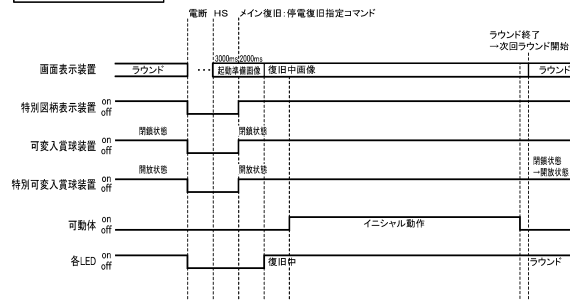 電断 HS メイン復旧:停電復旧指定コマンド
ラウンド終了
→次回ラウンド開始
3000ms 2000ms
画面表示装置 ラウンド ・・・ 起動準備画像 復旧中画像 ラウンド
特別図柄表示装置 on
off
閉鎖状態 閉鎖状態
可変入賞球装置 on
off
開放状態 開放状態 閉鎖状態
→開放状態
特別可変入賞球装置 on
off
可動体 on
off
イニシャル動作
各LED on
off
復旧中 ラウンド